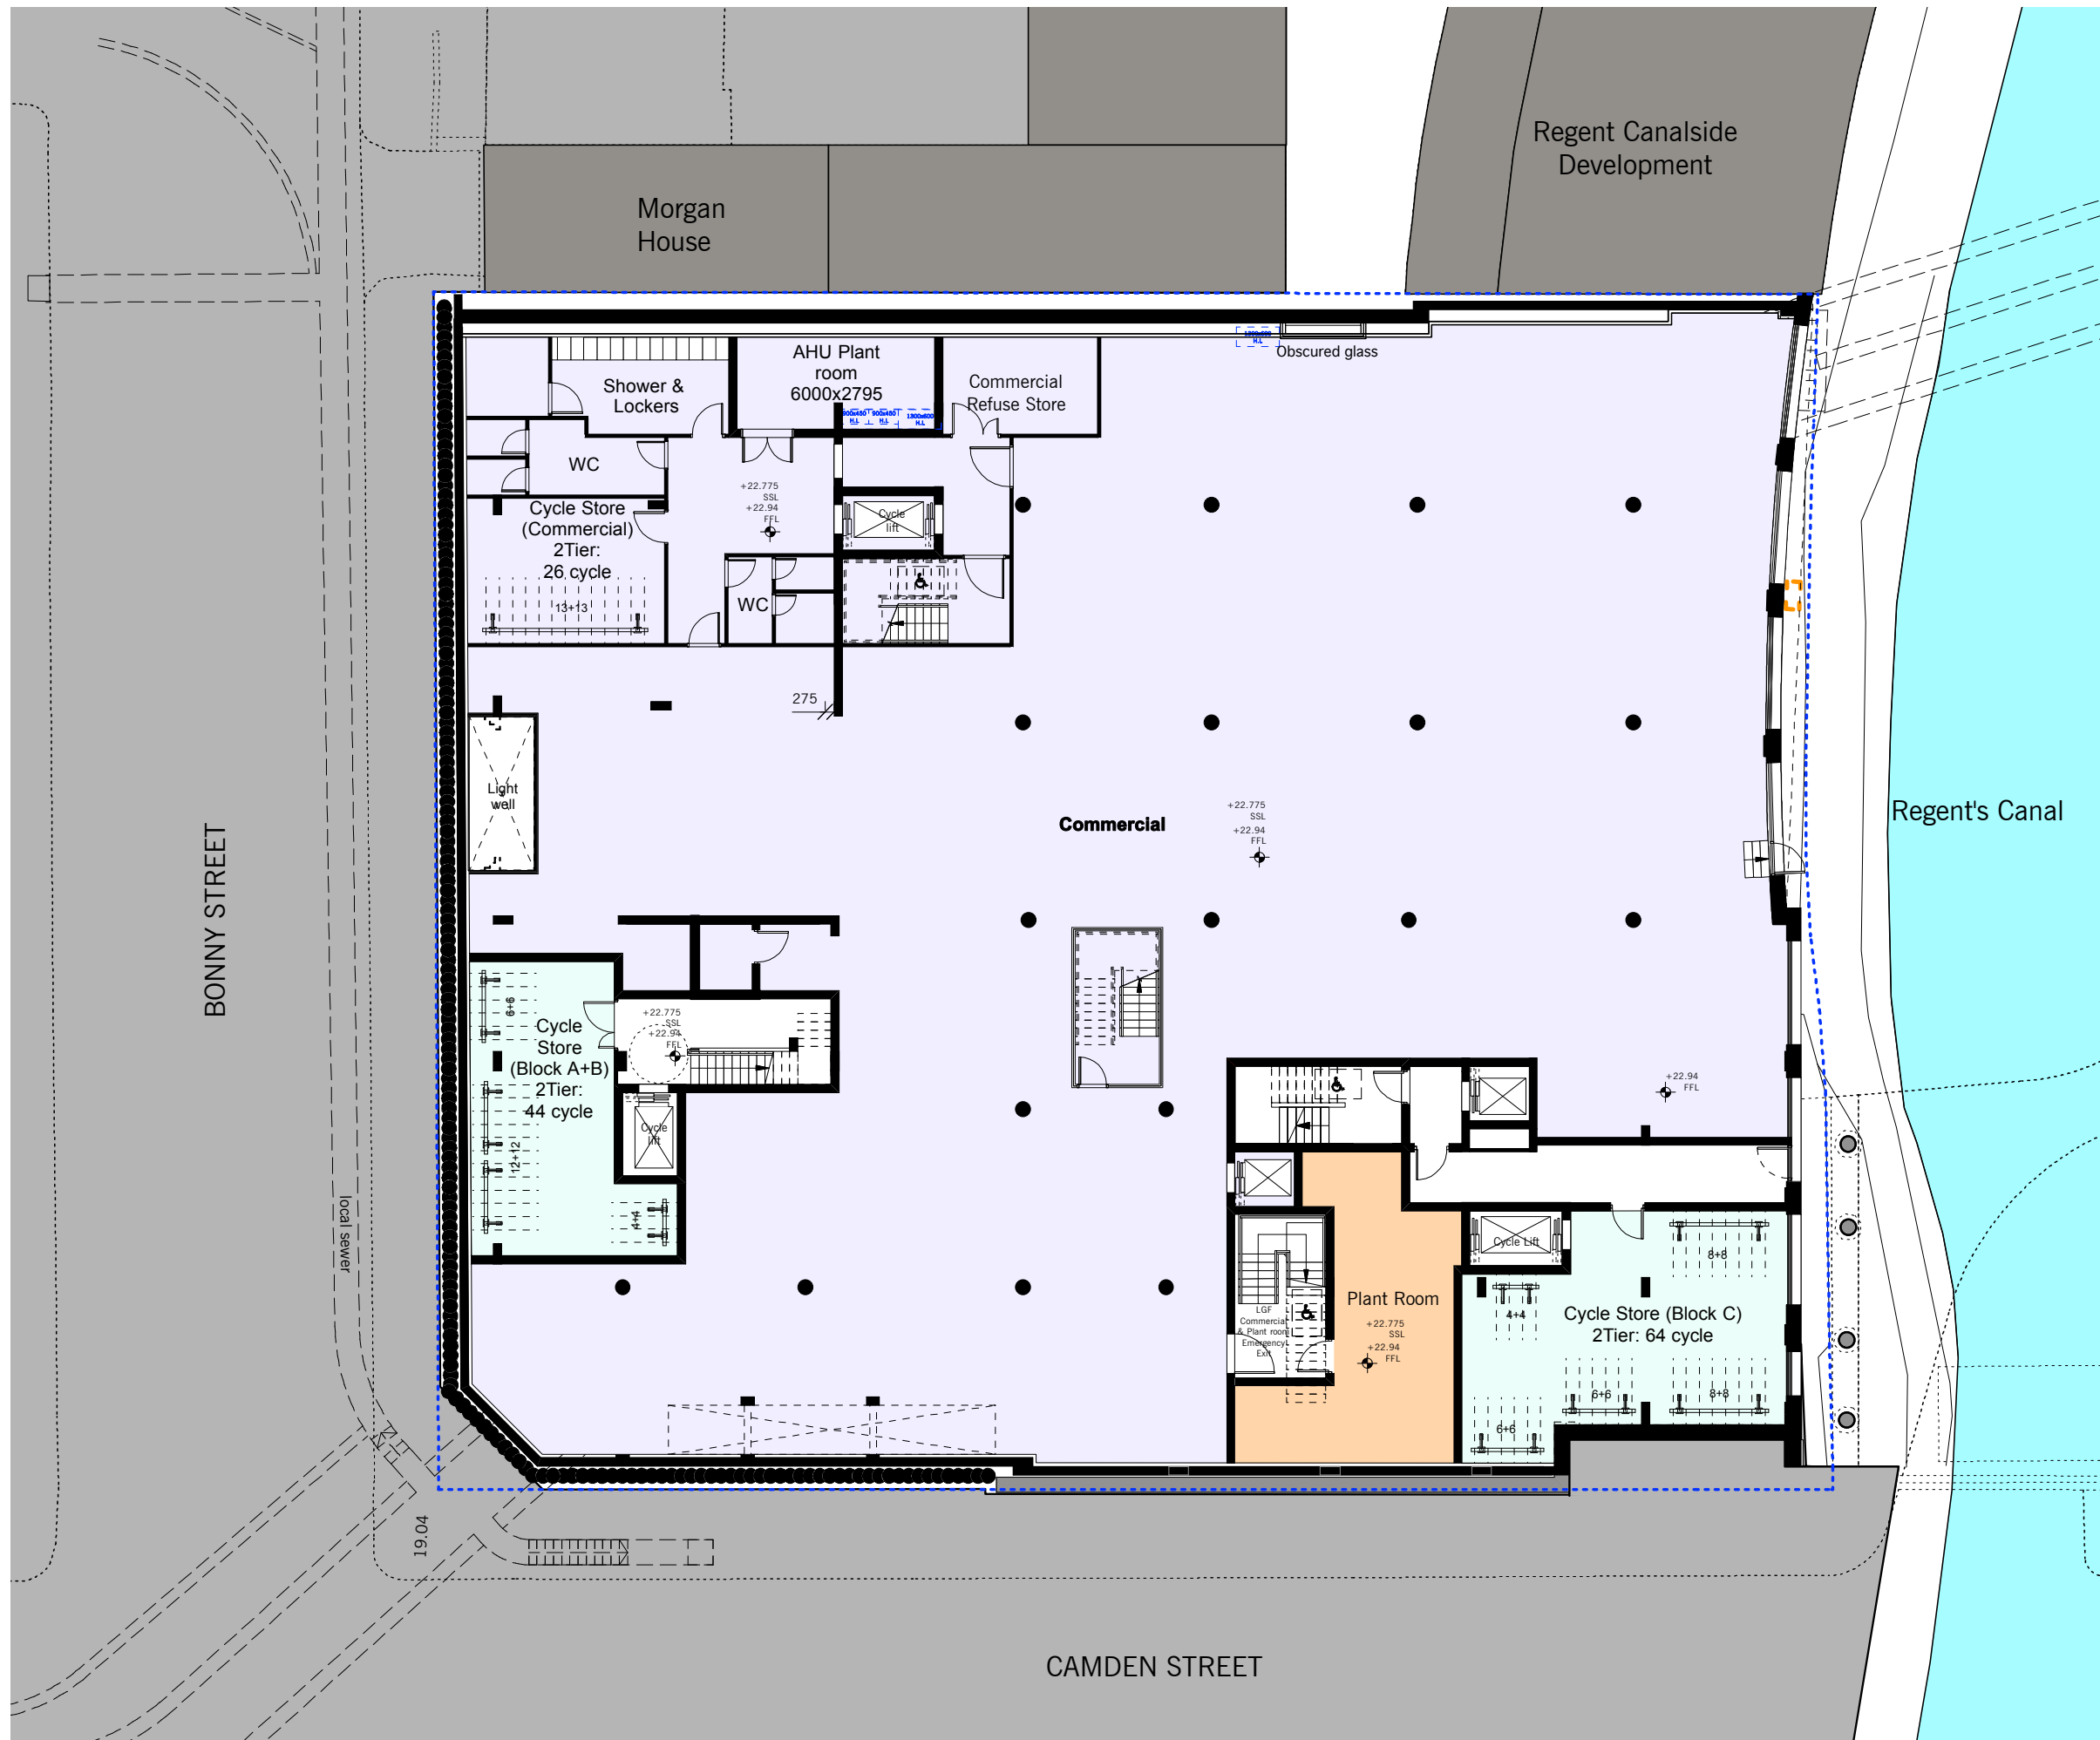 Regent Canalside
Development
Morgan
House
1300x600
H.L
Obscured glass
AHU Plant
room
6000x2795
Shower &
Lockers
Commercial
Refuse Store
900x450
H.L
900x450
H.L
1300x600
H.L
WC
+22.775
SSL
+22.94
FFL
Cycle Store
(Commercial)
2Tier:
26 cycle
13+13
Cycle
lift
WC
275
Light
well
Commercial
+22.775
SSL
+22.94
FFL
Regent's Canal
BONNY STREET
6+6
Cycle
Store
(Block A+B)
2Tier:
44 cycle
12+12
4+4
+22.775
SSL
+22.94
FFL
Cycle
lift
+22.94
FFL
local sewer
Cycle Lift
8+8
4+4
Cycle Store (Block C)
2Tier: 64 cycle
6+6
8+8
6+6
Plant Room
+22.775
SSL
+22.94
FFL
LGF
Commercial
& Plant room
Emergency
Exit
19.04
CAMDEN STREET